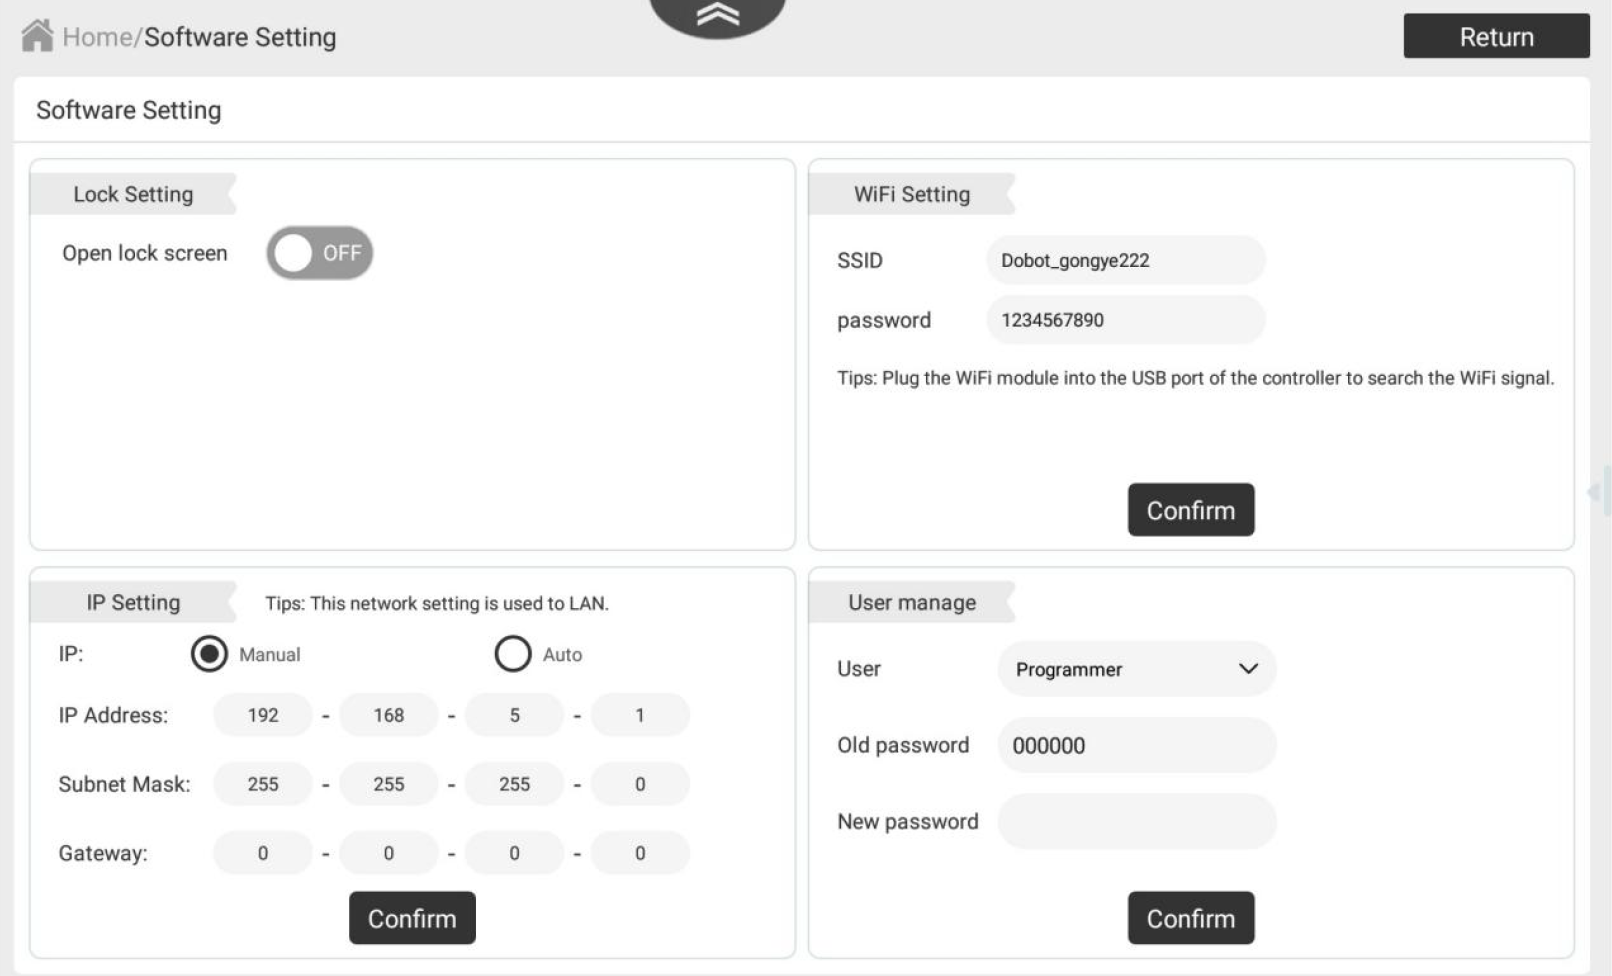 Home/Software Setting
Return
Software Setting
Lock Setting
Open lock screen
OFF
WiFi Setting
SSID
Dobot_gongye222
password
1234567890
Tips: Plug the WiFi module into the USB port of the controller to search the WiFi signal.
Confirm
IP Setting
Tips: This network setting is used to LAN.
IP:
Manual
Auto
IP Address: 192 - 168 - 5 - 1
Subnet Mask: 255 - 255 - 255 - 0
Gateway: 0 - 0 - 0 - 0
Confirm
User manage
User
Programmer
Old password
000000
New password
Confirm